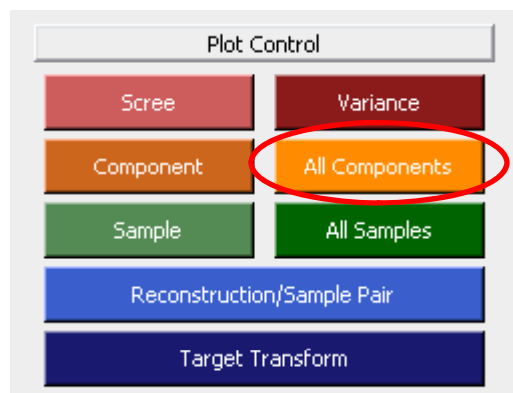 Plot Control
Scree
Variance
Component
All Components
Sample
All Samples
Reconstruction/Sample Pair
Target Transform